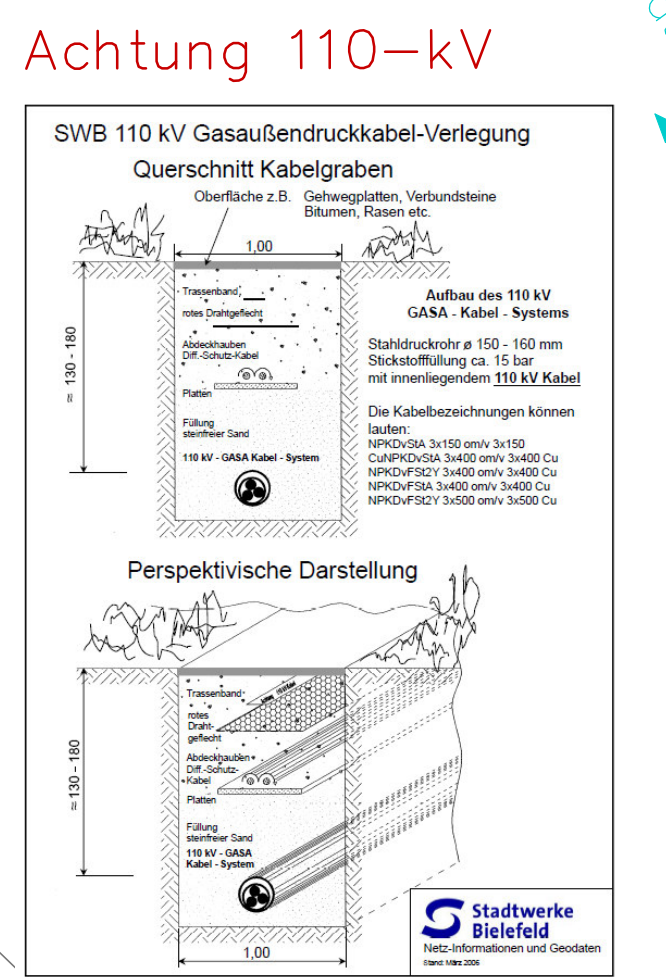 Achtung 110-kV
SWB 110 kV Gasaußendruckkabel-Verlegung
Querschnitt Kabelgraben
Oberfläche z.B. Gehwegplatten, Verbundsteine
Bitumen, Rasen etc.
1,00
≈ 130 - 180
Trassenband
rotes Drahtgeflecht
Abdeckhauben
Diff.-Schutz-Kabel
Platten
Füllung
steinfreier Sand
110 kV - GASA Kabel - System
Aufbau des 110 kV
GASA - Kabel - Systems
Stahldruckrohr ø 150 - 160 mm
Stickstofffüllung ca. 15 bar
mit innenliegendem 110 kV Kabel
Die Kabelbezeichnungen können
lauten:
NPKDvStA 3x150 om/v 3x150
CuNPKDvStA 3x400 om/v 3x400 Cu
NPKDvFSt2Y 3x400 om/v 3x400 Cu
NPKDvFStA 3x400 om/v 3x400 Cu
NPKDvFSt2Y 3x500 om/v 3x500 Cu
Perspektivische Darstellung
≈ 130 - 180
Trassenband
rotes
Draht-
geflecht
Abdeckhauben
Diff.-Schutz-
Kabel
Platten
Füllung
steinfreier Sand
110 kV - GASA
Kabel - System
1,00
Stadtwerke
Bielefeld
Netz-Informationen und Geodaten
Stand: März 2006